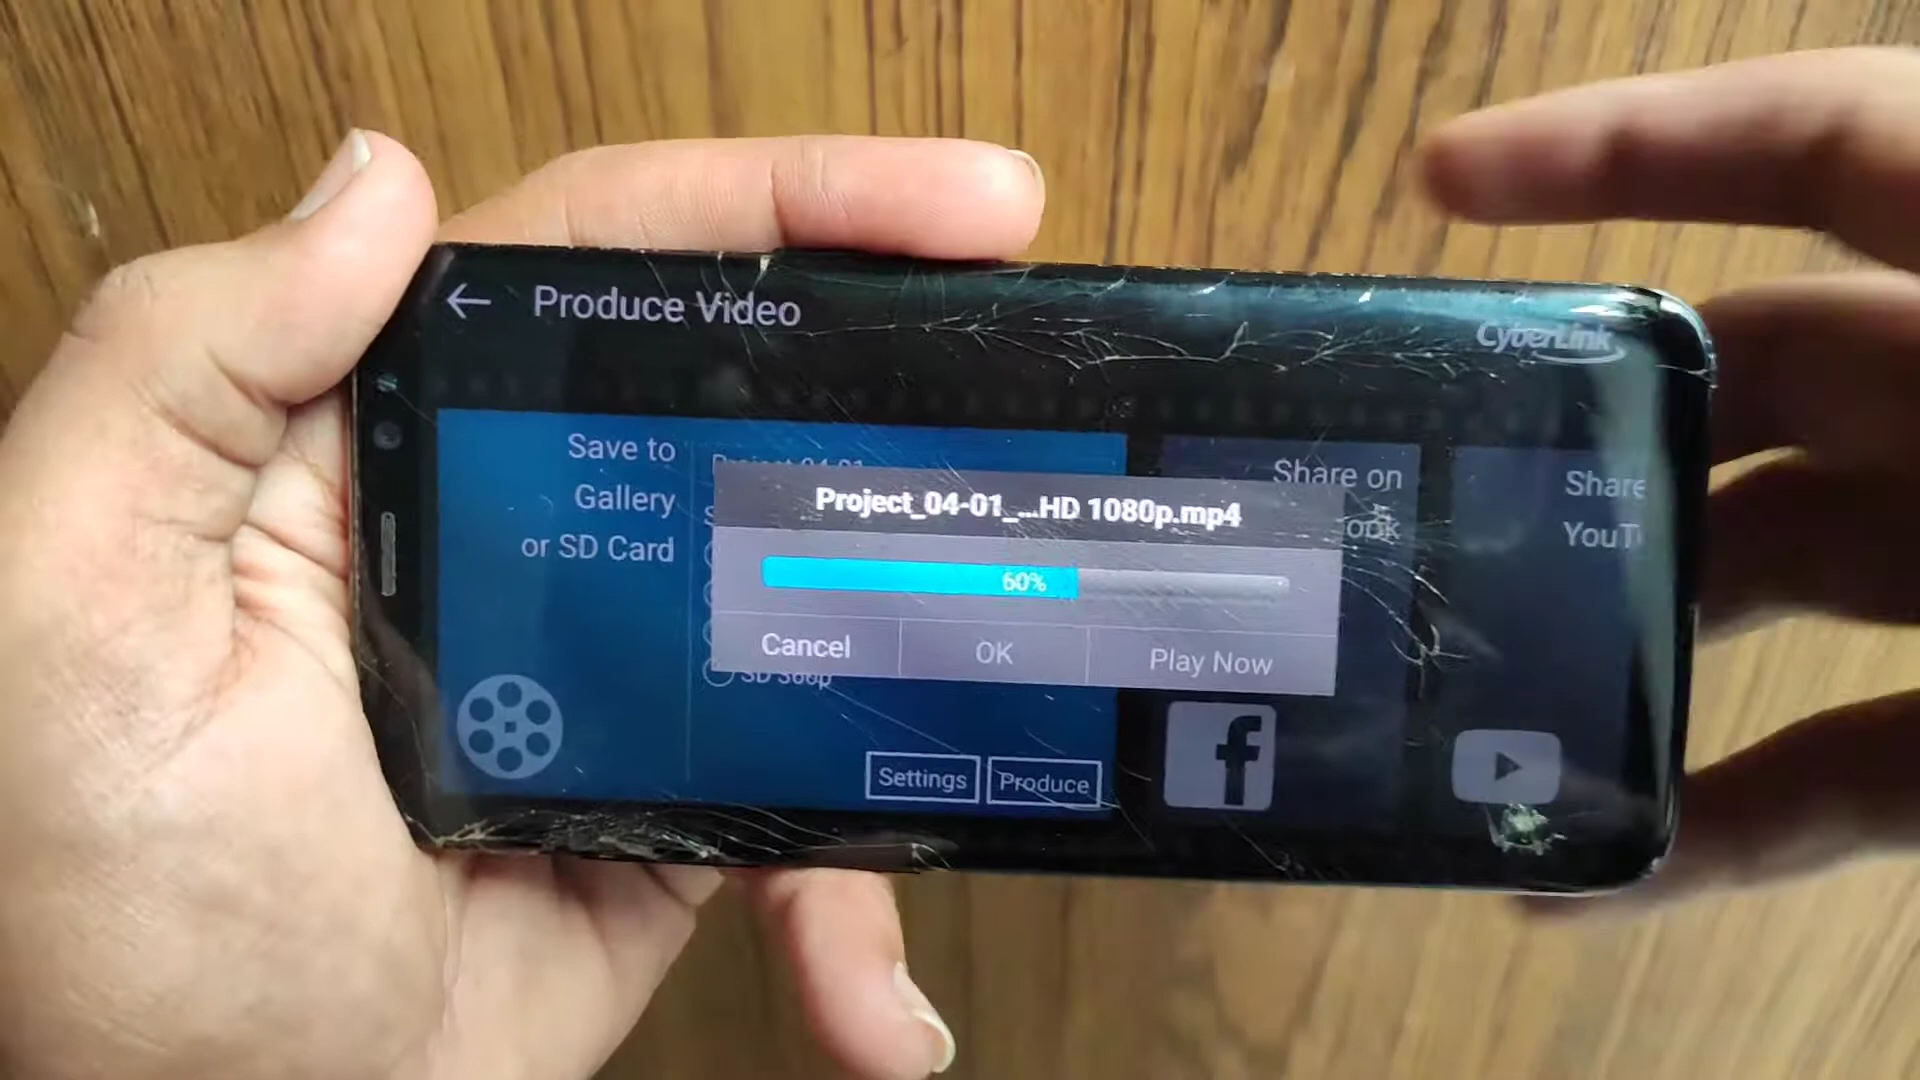 Produce Video
CyberLink
Save to
Gallery
or SD Card
Project_04-01_...HD 1080p.mp4
60%
Cancel
OK
Play Now
Settings
Produce
Share on
Share
YouT